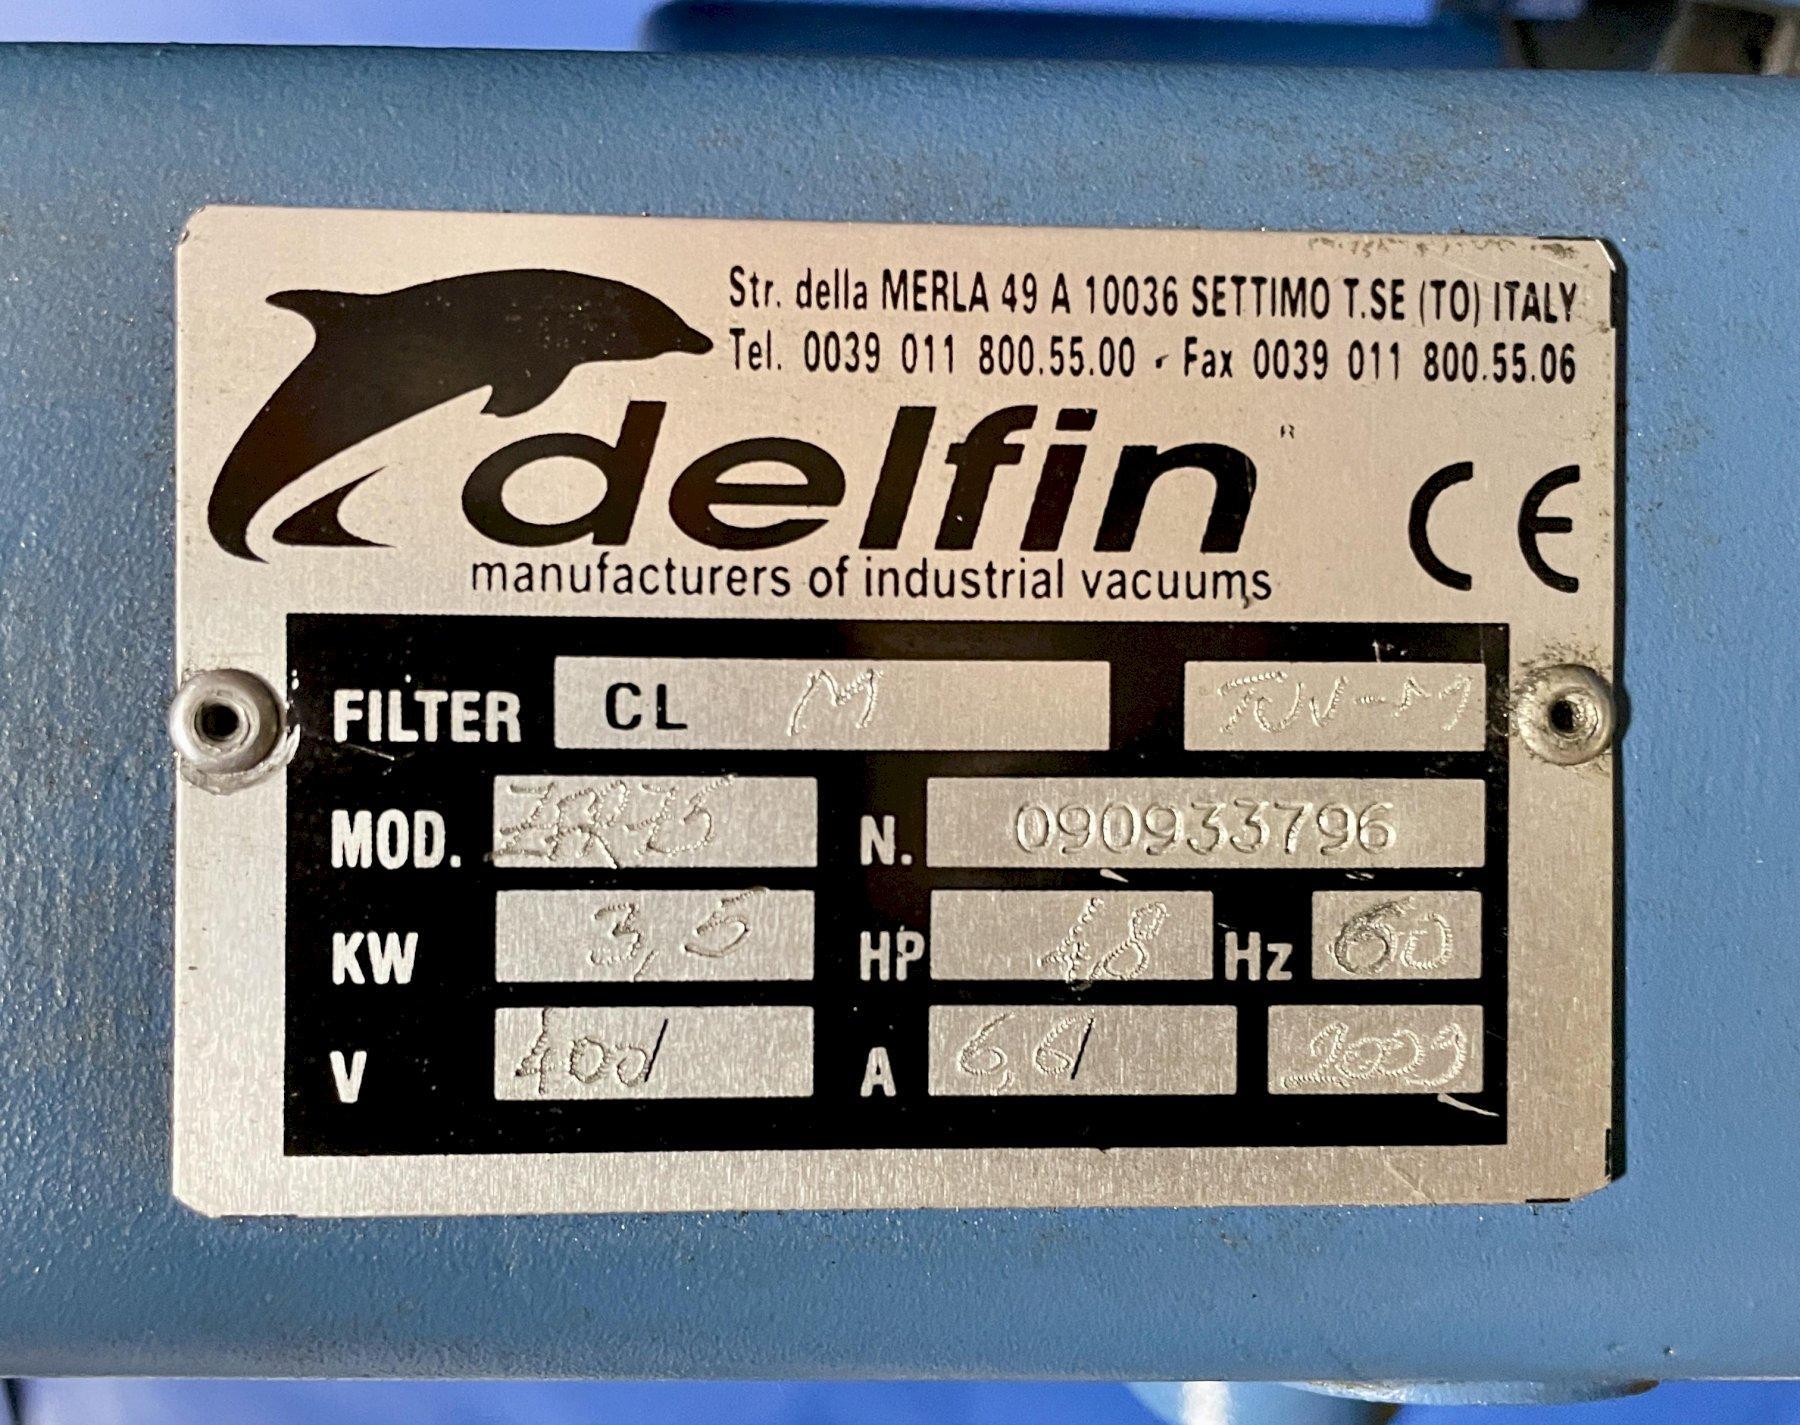 Str. della MERLA 49 A 10036 SETTIMO T.SE (TO) ITALY
Tel. 0039 011 800.55.00 - Fax 0039 011 800.55.06
delfin
manufacturers of industrial vacuums CE
FILTER CL M TUV-M
MOD. N. 090933796
KW 3,5 HP 4,8 Hz 60
V 400 A 6,6 2009